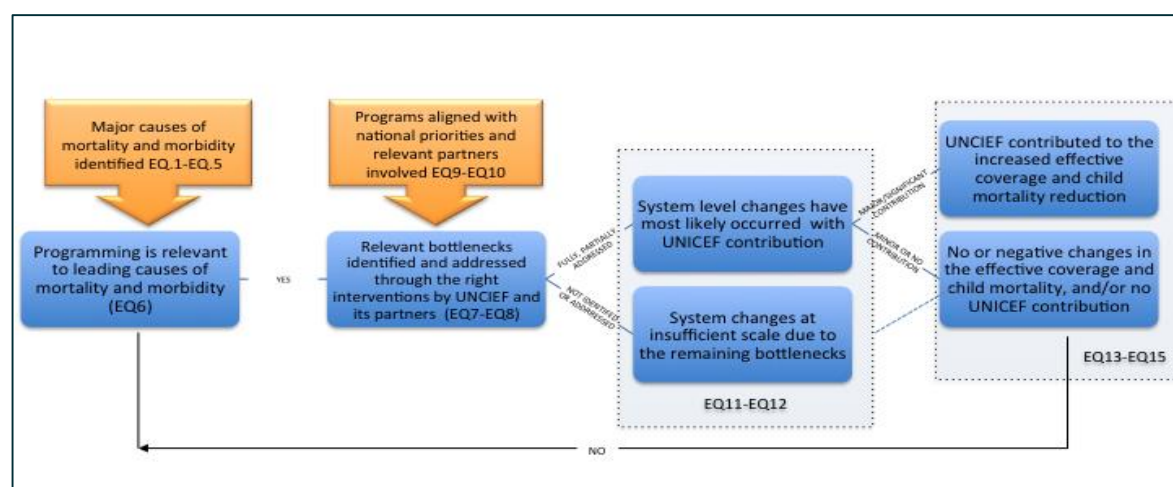 Major causes of
mortality and morbidity
identified EQ.1-EQ.5
Programs aligned with
national priorities and
relevant partners
involved EQ9-EQ10
Programming is relevant
to leading causes of
mortality and morbidity
(EQ6)
YES
Relevant bottlenecks
identified and addressed
through the right
interventions by UNCIEF and
its partners (EQ7-EQ8)
FULLY, PARTIALLY
ADDRESSED
NOT IDENTIFED
OR ADDRESSED
System level changes have
most likely occurred with
UNICEF contribution
System changes at
insufficient scale due to
the remaining bottlenecks
EQ11-EQ12
MAJOR/SIGNIFICANT
CONTRIBUTION
MINOR OR NO
CONTRIBUTION
UNCIEF contributed to the
increased effective
coverage and child
mortality reduction
No or negative changes in
the effective coverage and
child mortality, and/or no
UNICEF contribution
EQ13-EQ15
NO